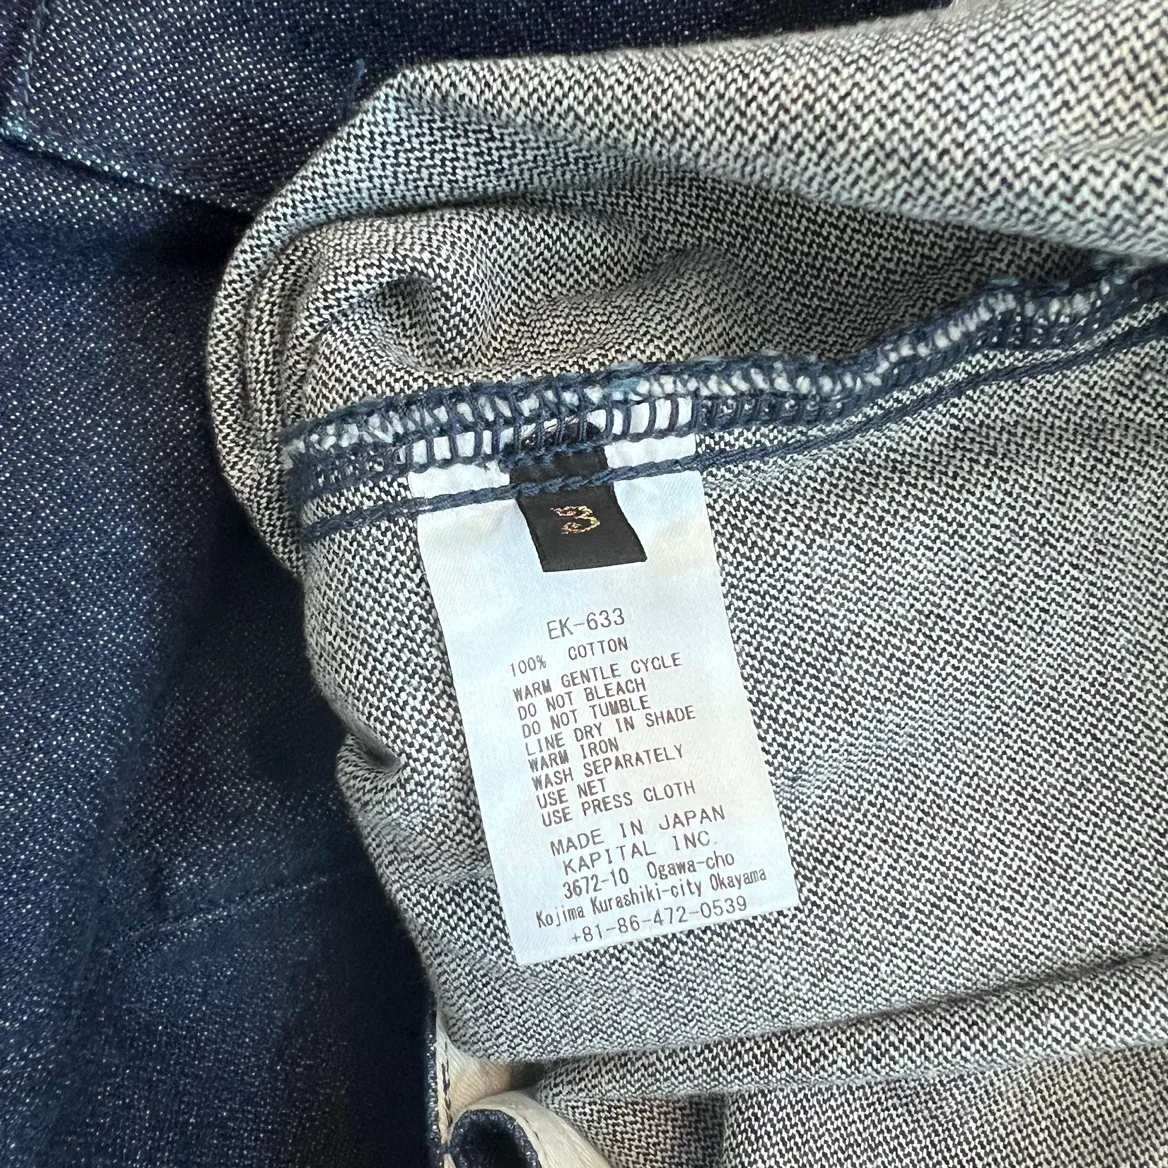 3
EK-633
100% COTTON
WARM GENTLE CYCLE
DO NOT BLEACH
DO NOT TUMBLE
LINE DRY IN SHADE
WARM IRON
WASH SEPARATELY
USE NET
USE PRESS CLOTH
MADE IN JAPAN
KAPITAL INC.
3672-10 Ogawa-cho
Kojima Kurashiki-city Okayama
+81-86-472-0539